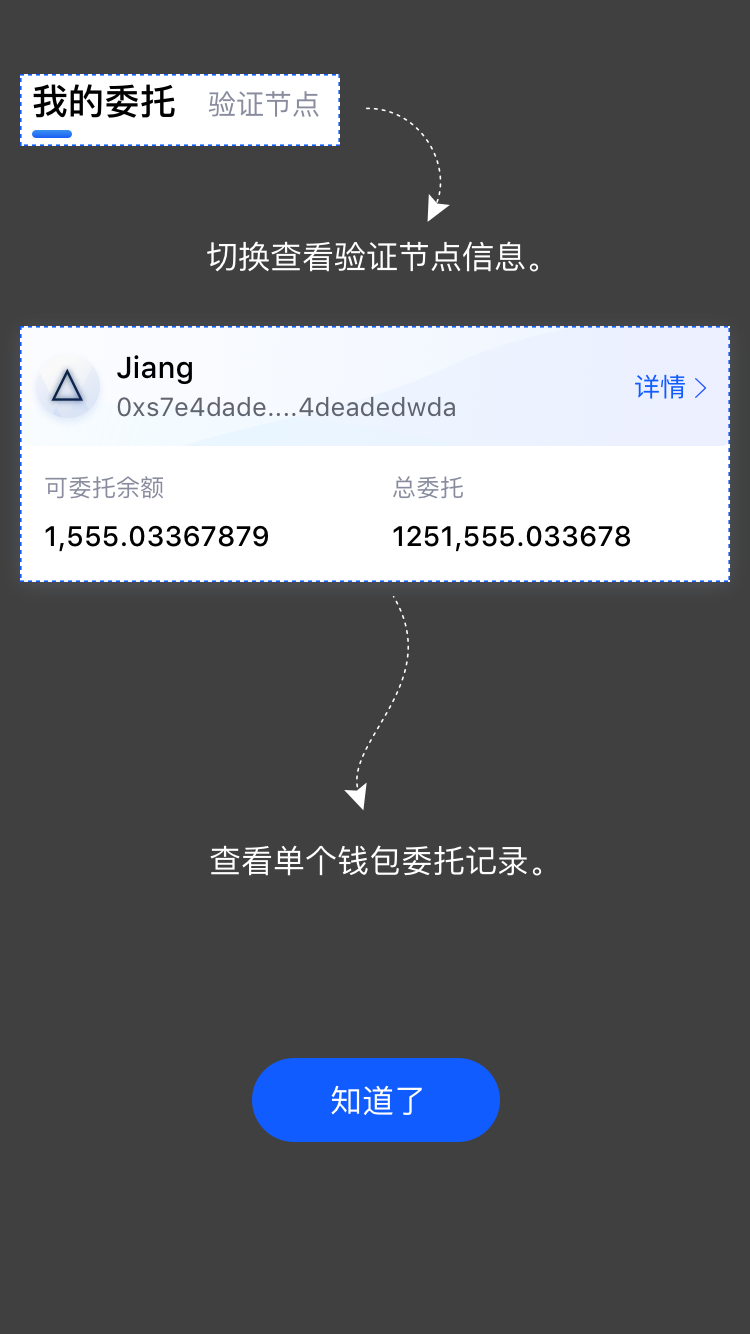 我的委托 验证节点
切换查看验证节点信息。
Jiang
0xs7e4dade....4deadedwda
详情
可委托余额 总委托
1,555.03367879 1251,555.033678
查看单个钱包委托记录。
知道了